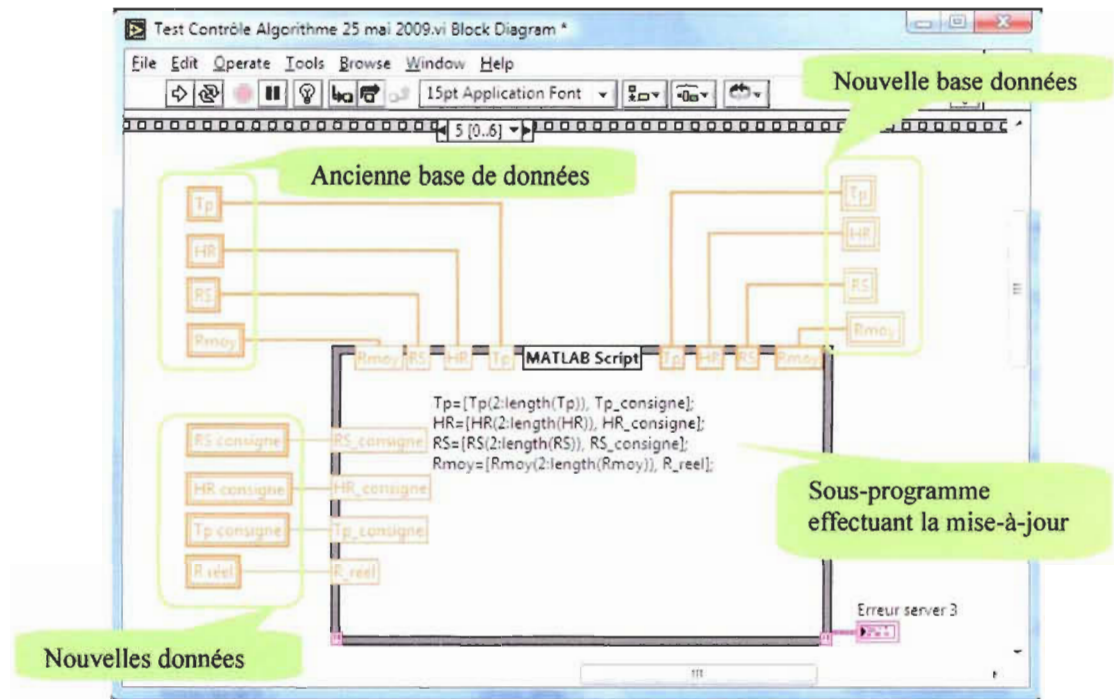 Test Contrôle Algorithme 25 mai 2009.vi Block Diagram *
File Edit Operate Tools Browse Window Help
15pt Application Font
Nouvelle base données
5 [0..6]
Ancienne base de données
Tp
HR
RS
Rmoy
Tp
HR
RS
Rmoy
Rmoy RS HR Tp MATLAB Script Tp HR RS Rmoy
Tp=[Tp(2:length(Tp)), Tp_consigne];
HR=[HR(2:length(HR)), HR_consigne];
RS=[RS(2:length(RS)), RS_consigne];
Rmoy=[Rmoy(2:length(Rmoy)), R_reel];
RS consigne RS_consigne
HR consigne HR_consigne
Tp consigne Tp_consigne
R réel R_reel
Sous-programme
effectuant la mise-à-jour
Erreur server 3
Nouvelles données